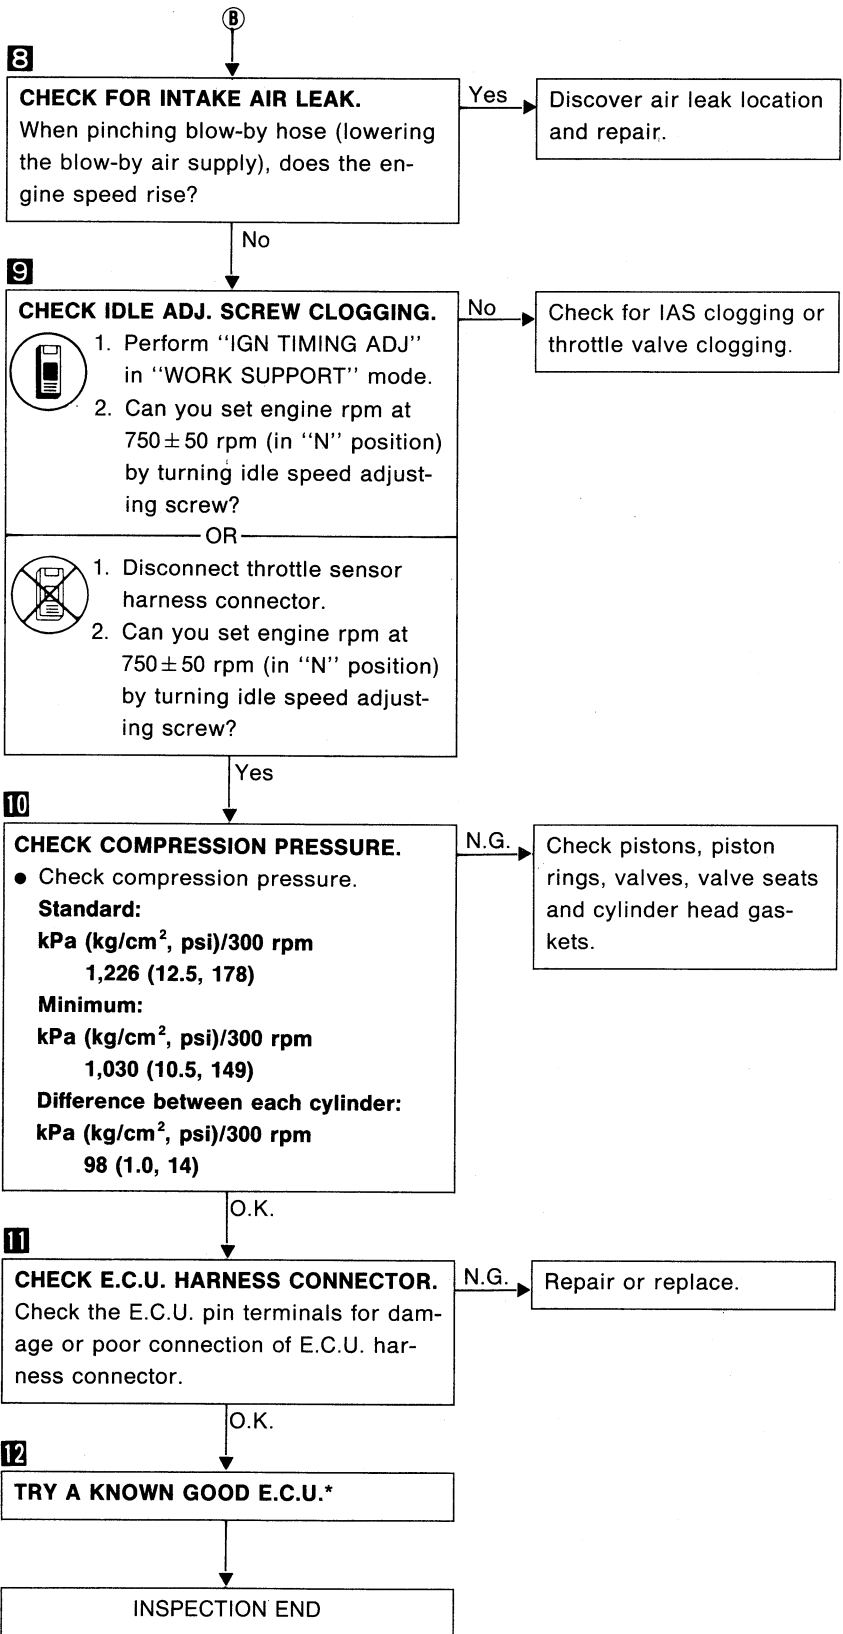 B
8
CHECK FOR INTAKE AIR LEAK.
When pinching blow-by hose (lowering
the blow-by air supply), does the en-
gine speed rise?
Yes
Discover air leak location
and repair.
No
9
CHECK IDLE ADJ. SCREW CLOGGING.
1. Perform "IGN TIMING ADJ"
in "WORK SUPPORT" mode.
2. Can you set engine rpm at
750±50 rpm (in "N" position)
by turning idle speed adjust-
ing screw?
OR
1. Disconnect throttle sensor
harness connector.
2. Can you set engine rpm at
750±50 rpm (in "N" position)
by turning idle speed adjust-
ing screw?
No
Check for IAS clogging or
throttle valve clogging.
Yes
10
CHECK COMPRESSION PRESSURE.
● Check compression pressure.
Standard:
kPa (kg/cm², psi)/300 rpm
1,226 (12.5, 178)
Minimum:
kPa (kg/cm², psi)/300 rpm
1,030 (10.5, 149)
Difference between each cylinder:
kPa (kg/cm², psi)/300 rpm
98 (1.0, 14)
N.G.
Check pistons, piston
rings, valves, valve seats
and cylinder head gas-
kets.
O.K.
11
CHECK E.C.U. HARNESS CONNECTOR.
Check the E.C.U. pin terminals for dam-
age or poor connection of E.C.U. har-
ness connector.
N.G.
Repair or replace.
O.K.
12
TRY A KNOWN GOOD E.C.U.*
INSPECTION END